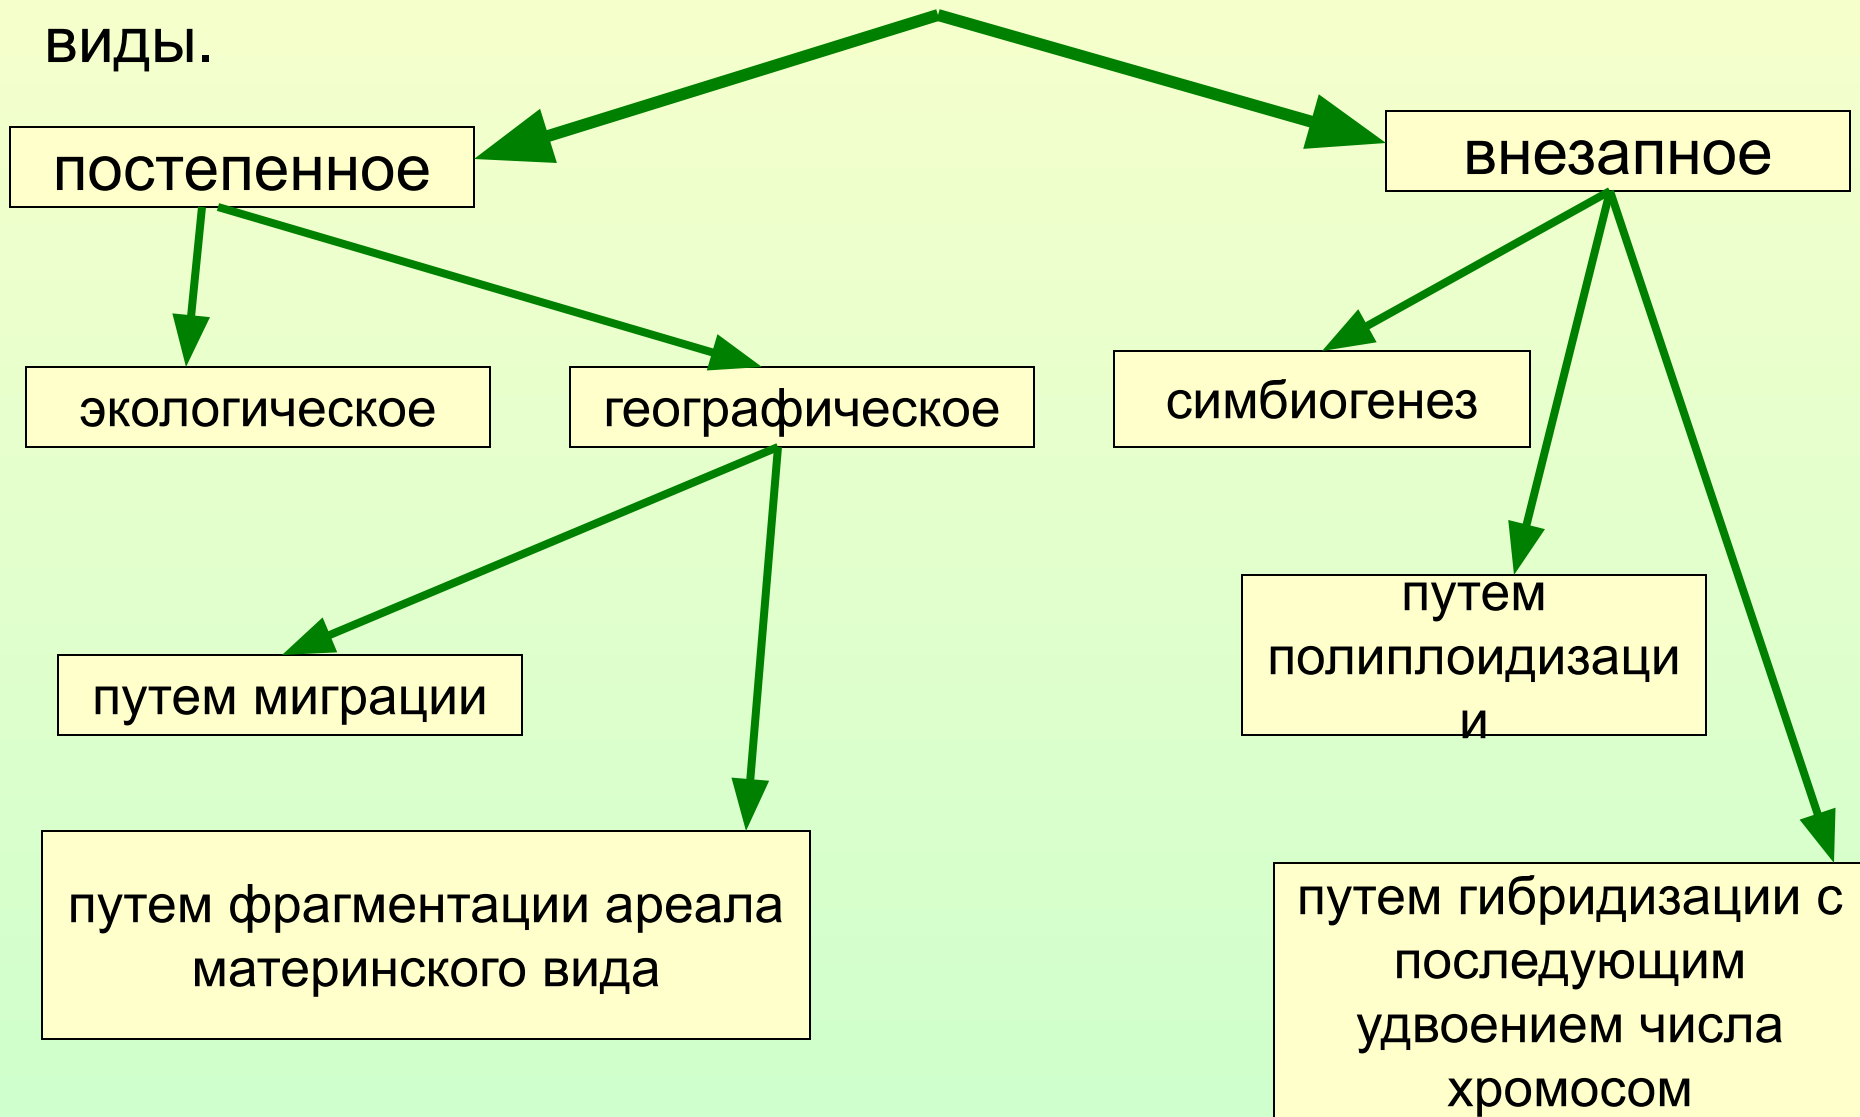 виды.
постепенное
внезапное
экологическое
географическое
симбиогенез
путем миграции
путем
полиплоидизаци
и
путем фрагментации ареала
материнского вида
путем гибридизации с
последующим
удвоением числа
хромосом